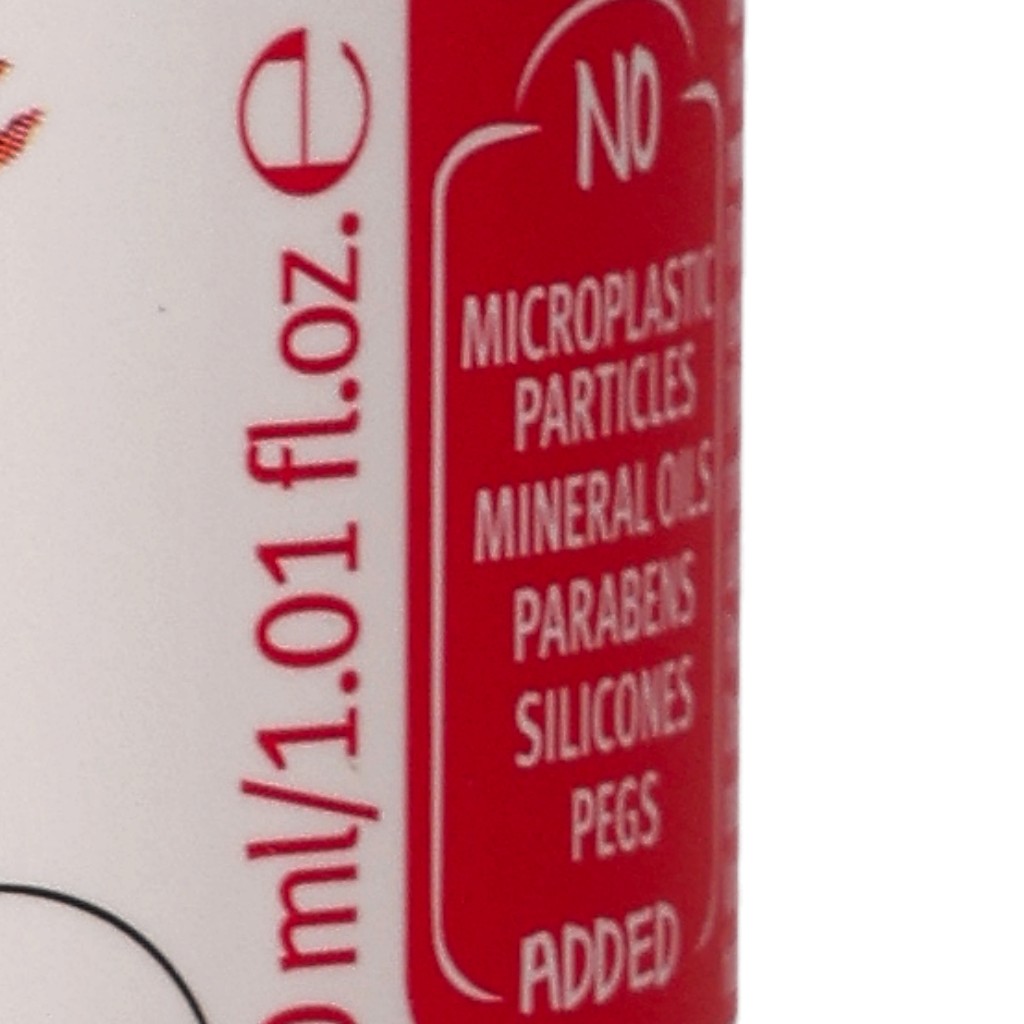 ml/1.01 fl.oz. e
NO
MICROPLASTIC
PARTICLES
MINERAL OILS
PARABENS
SILICONES
PEGS
ADDED